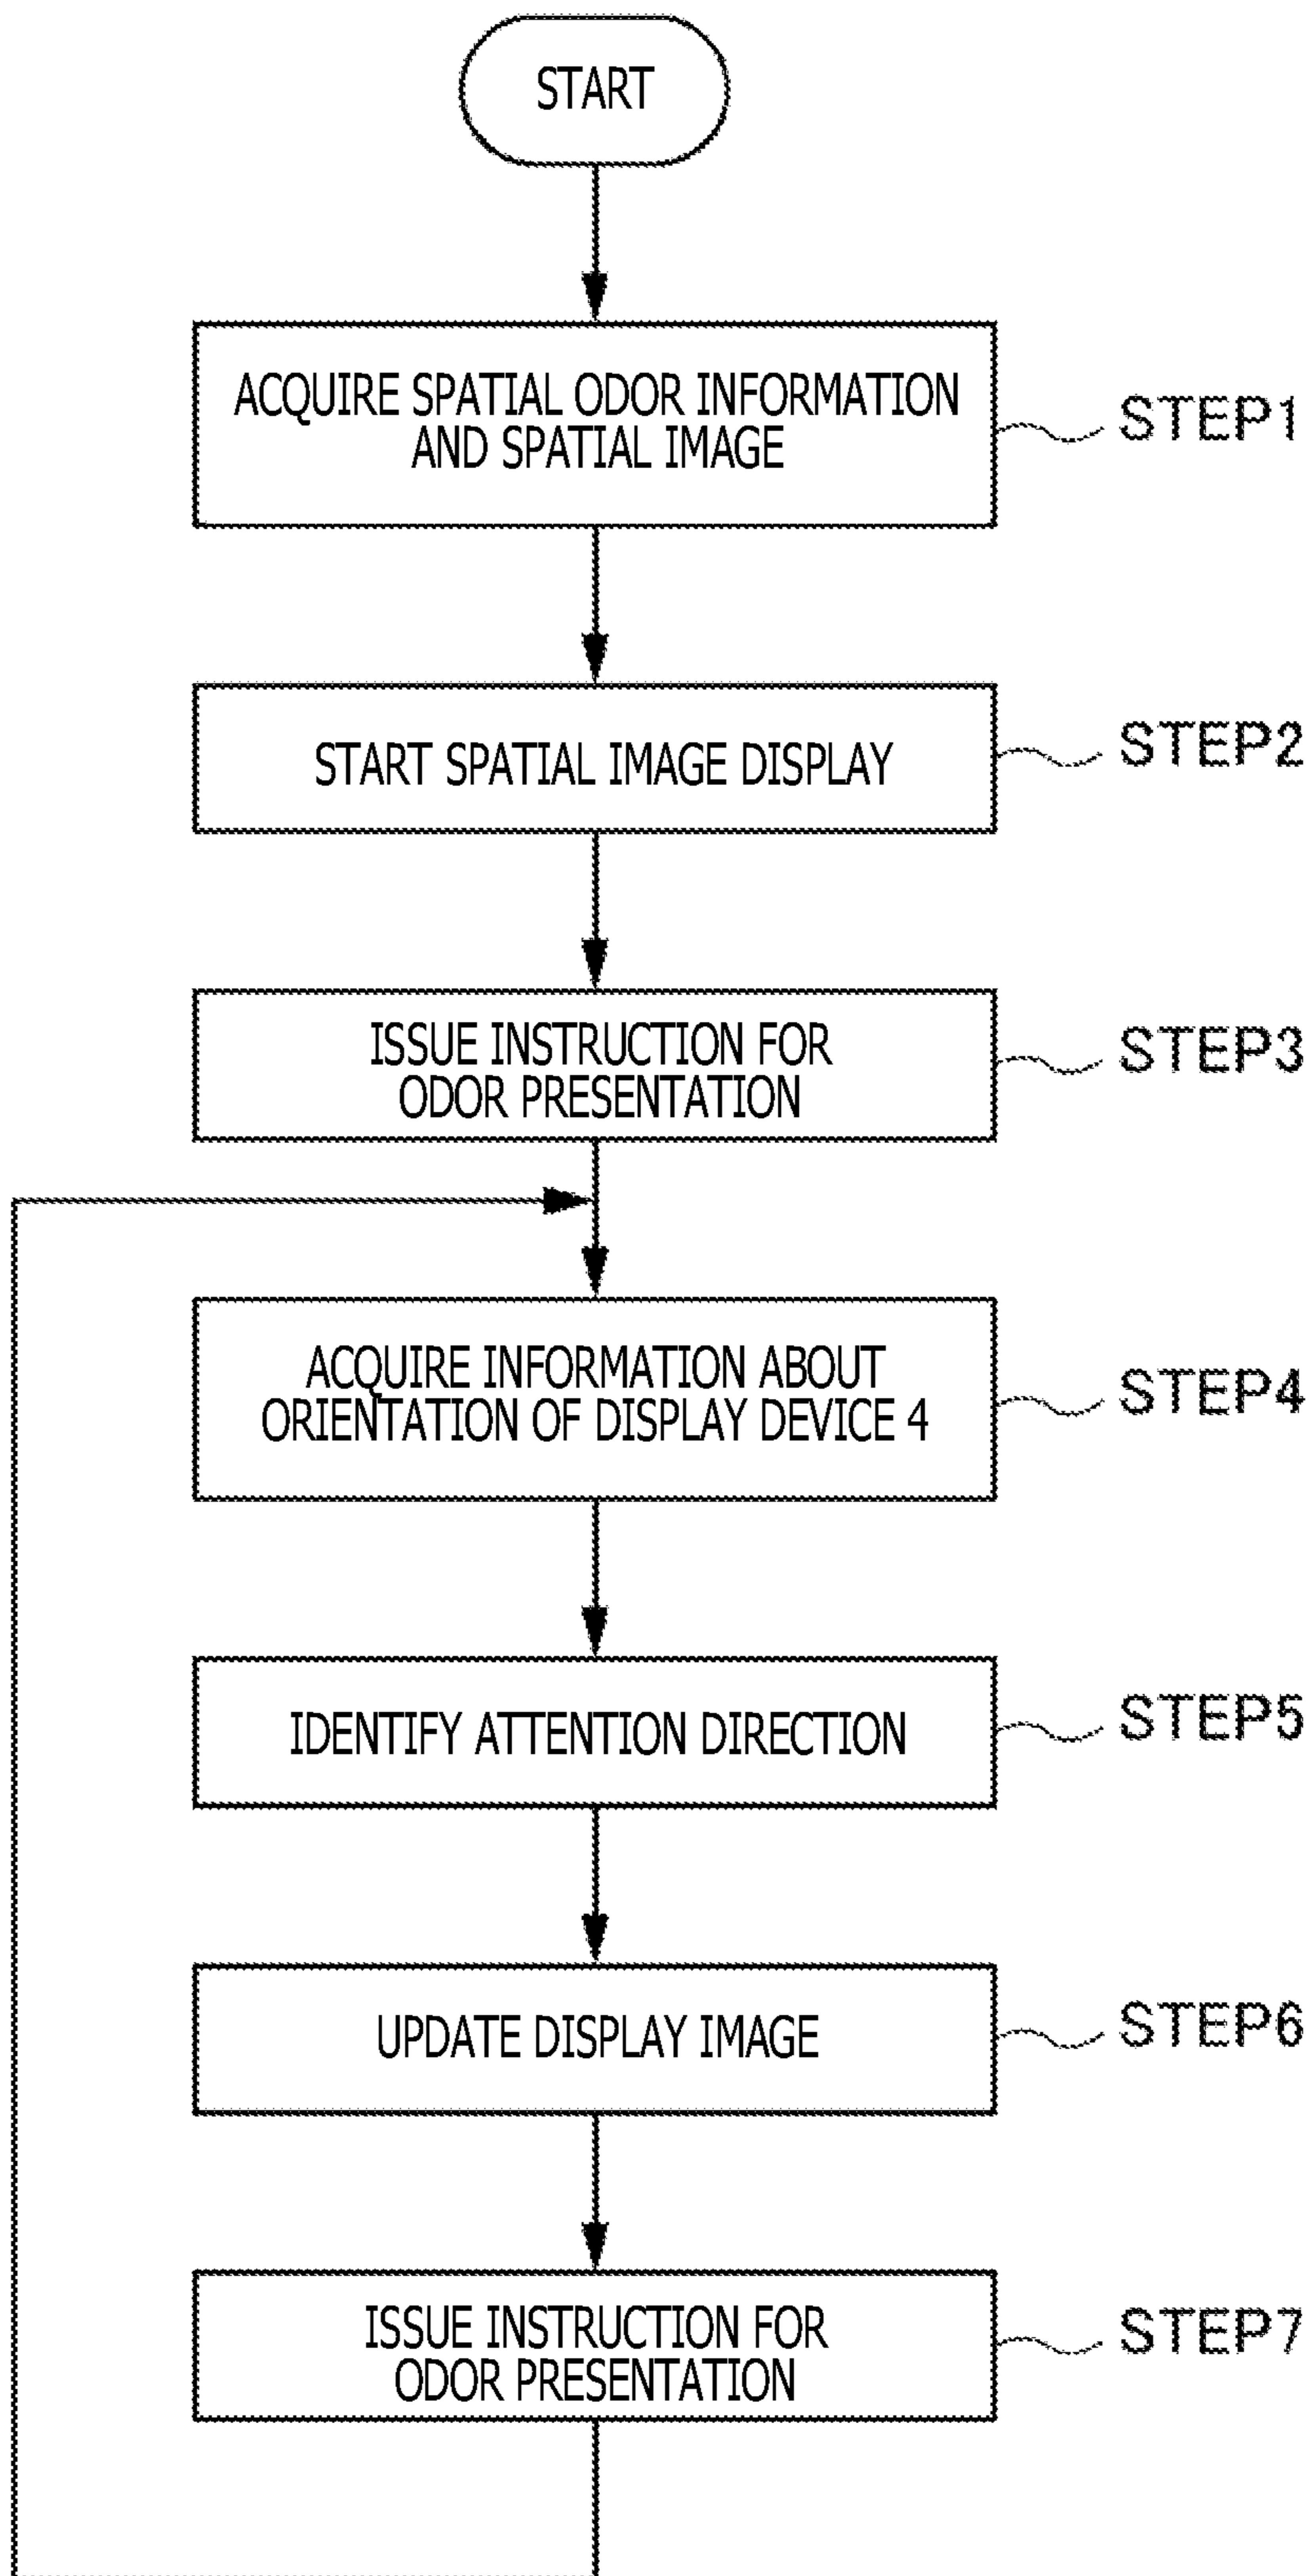 START
ACQUIRE SPATIAL ODOR INFORMATION
AND SPATIAL IMAGE
STEP1
START SPATIAL IMAGE DISPLAY
STEP2
ISSUE INSTRUCTION FOR
ODOR PRESENTATION
STEP3
ACQUIRE INFORMATION ABOUT
ORIENTATION OF DISPLAY DEVICE 4
STEP4
IDENTIFY ATTENTION DIRECTION
STEP5
UPDATE DISPLAY IMAGE
STEP6
ISSUE INSTRUCTION FOR
ODOR PRESENTATION
STEP7